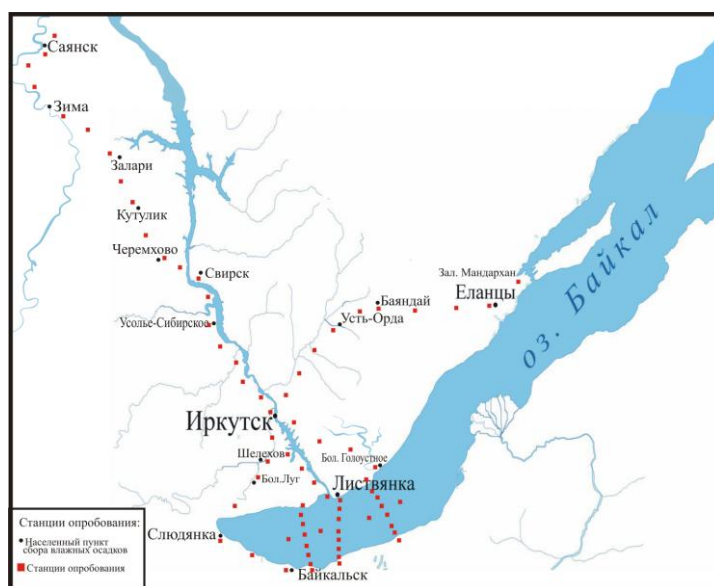 Саянск
Зима
Залари
Кутулик
Черемхово
Свирск
Зал. Мандархан
Еланцы
Баяндай
Усть-Орда
Усолье-Сибирское
оз. Байкал
Иркутск
Шелехов
Бол. Голоустное
Бол.Луг
Листвянка
Слюдянка
Байкальск
Станции опробования:
Населенный пункт
сбора влажных осадков
Станции опробования